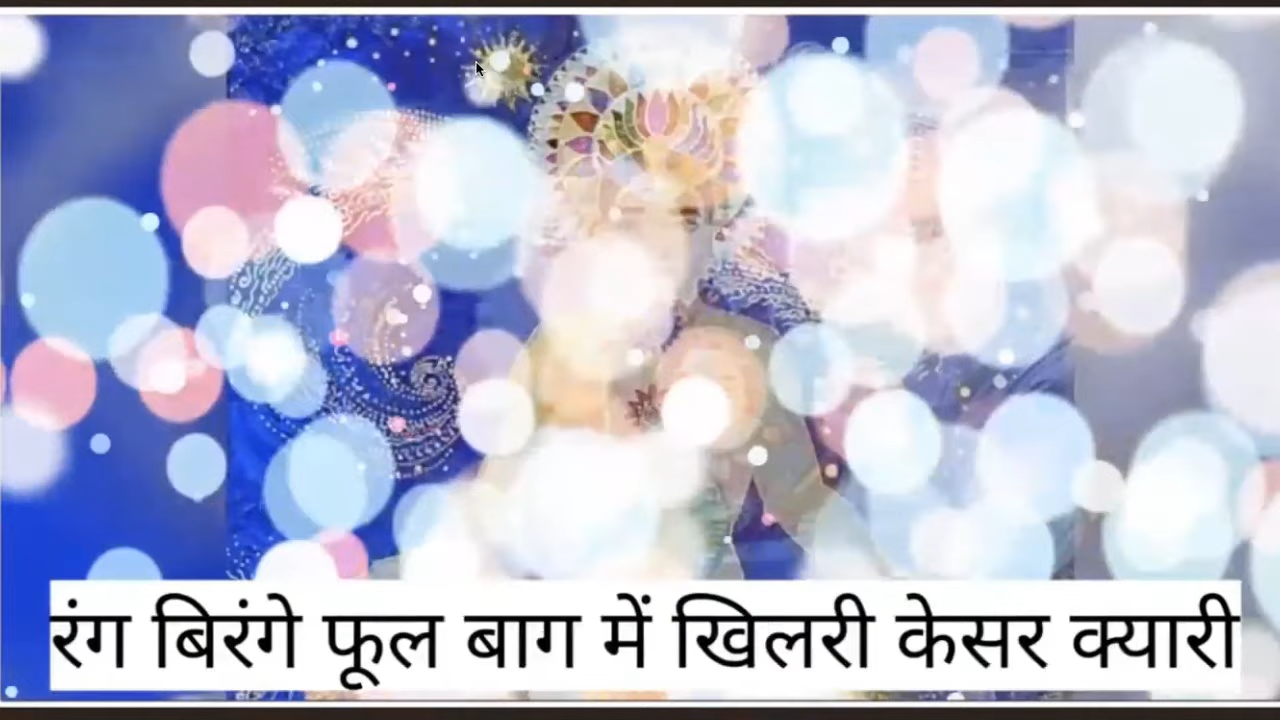 रंग बिरंगे फूल बाग में खिलरी केसर क्यारी